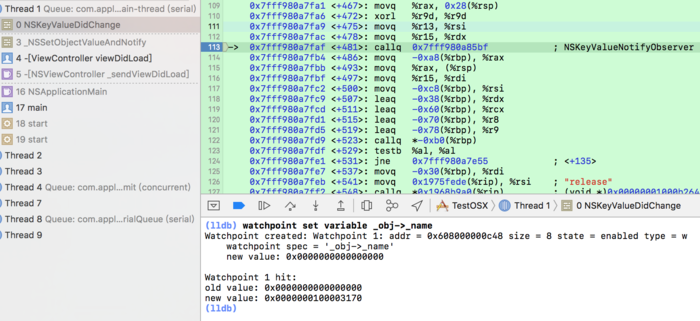 Thread 1 Queue: com.appl...ain-thread (serial)
0 NSKeyValueDidChange
3 _NSSetObjectValueAndNotify
4 -[ViewController viewDidLoad]
5 -[NSViewController _sendViewDidLoad]
16 NSApplicationMain
17 main
18 start
19 start
Thread 2
Thread 3
Thread 4 Queue: com.appl...mit (concurrent)
Thread 7
Thread 8 Queue: com.appl...rialQueue (serial)
Thread 9
109 0x7fff980a7fa1 <+467>: movq %rax, 0x28(%rsp)
110 0x7fff980a7fa6 <+472>: xorl %r9d, %r9d
111 0x7fff980a7fa9 <+475>: movq %r13, %rsi
112 0x7fff980a7fac <+478>: movq %r15, %rdx
113 -> 0x7fff980a7faf <+481>: callq 0x7fff980a85bf ; NSKeyValueNotifyObserver
114 0x7fff980a7fb4 <+486>: movq -0xa8(%rbp), %rax
115 0x7fff980a7fbb <+493>: movq %rax, (%rsp)
116 0x7fff980a7fbf <+497>: movq %r15, %rdi
117 0x7fff980a7fc2 <+500>: movq -0xc8(%rbp), %rsi
118 0x7fff980a7fc9 <+507>: leaq -0x38(%rbp), %rdx
119 0x7fff980a7fcd <+511>: leaq -0x60(%rbp), %rcx
120 0x7fff980a7fd1 <+515>: leaq -0x70(%rbp), %r8
121 0x7fff980a7fd5 <+519>: leaq -0x78(%rbp), %r9
122 0x7fff980a7fd9 <+523>: callq *-0xb0(%rbp)
123 0x7fff980a7fdf <+529>: testb %al, %al
124 0x7fff980a7fe1 <+531>: jne 0x7fff980a7e55 ; <+135>
125 0x7fff980a7fe7 <+537>: movq -0x30(%rbp), %rdi
126 0x7fff980a7feb <+541>: movq 0x1975fede(%rip), %rsi ; "release"
127 0x7fff980a7ff2 <+548>: callq *0x1968b9a0(%rip) ; (void *)0x00000001000b264
TestOSX Thread 1 0 NSKeyValueDidChange
(lldb) watchpoint set variable _obj->_name
Watchpoint created: Watchpoint 1: addr = 0x608000000c48 size = 8 state = enabled type = w
watchpoint spec = '_obj->_name'
new value: 0x0000000000000000
Watchpoint 1 hit:
old value: 0x0000000000000000
new value: 0x0000000100003170
(lldb)